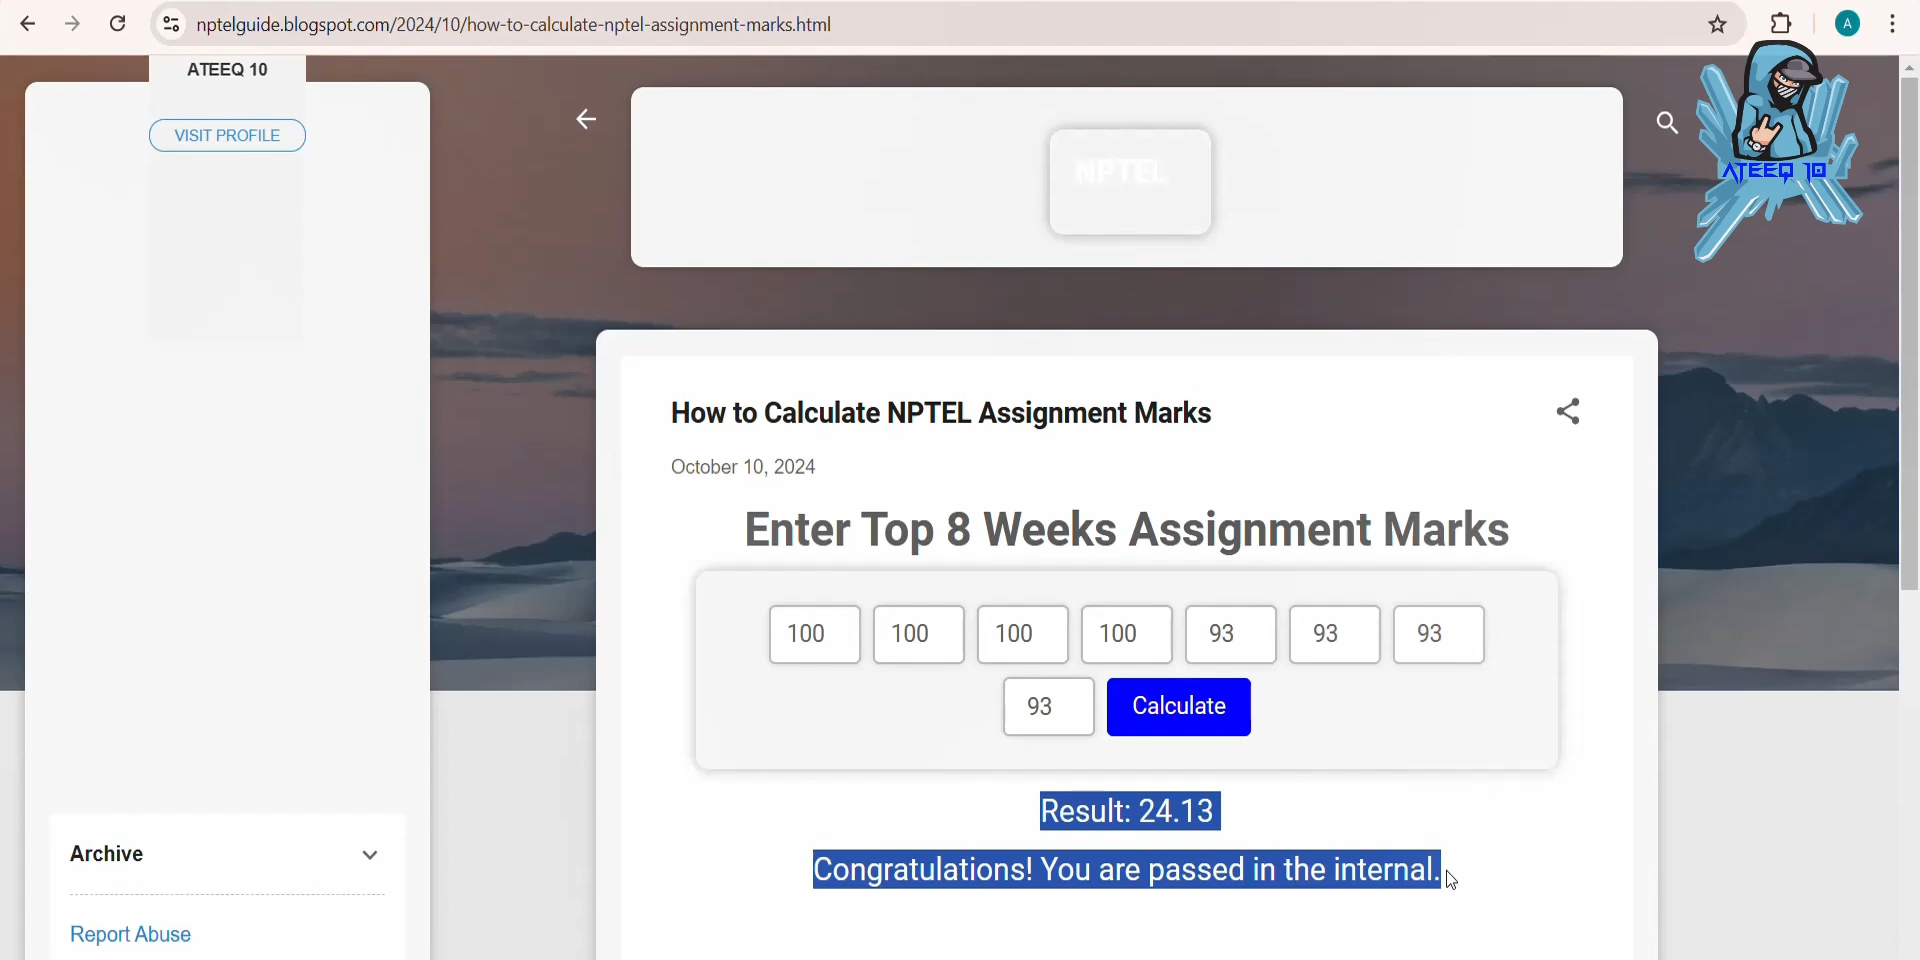 nptelguide.blogspot.com/2024/10/how-to-calculate-nptel-assignment-marks.html
A
ATEEQ 10
VISIT PROFILE
NPTEL
ATEEQ 10
How to Calculate NPTEL Assignment Marks
October 10, 2024
Enter Top 8 Weeks Assignment Marks
100 100 100 100 93 93 93
93 Calculate
Result: 24.13
Congratulations! You are passed in the internal.
Archive
Report Abuse